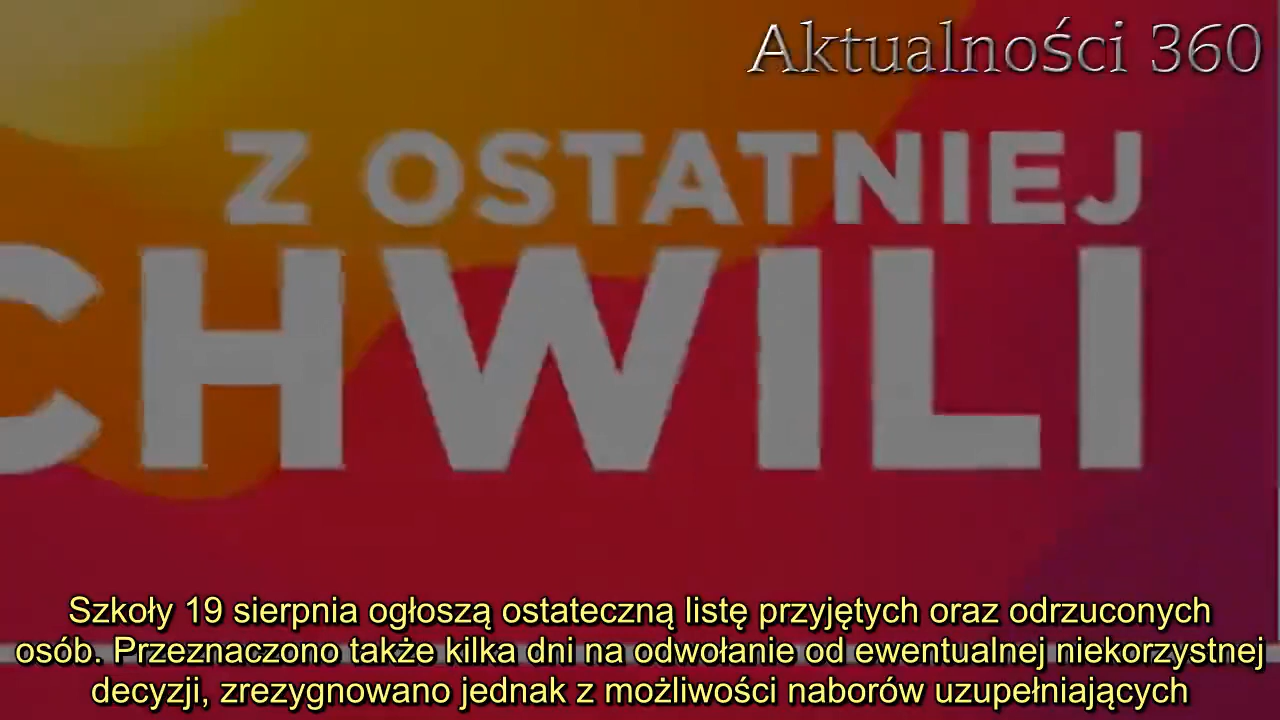 Aktualności 360
Z OSTATNIEJ
CHWILI
Szkoły 19 sierpnia ogłoszą ostateczną listę przyjętych oraz odrzuconych
osób. Przeznaczono także kilka dni na odwołanie od ewentualnej niekorzystnej
decyzji, zrezygnowano jednak z możliwości naborów uzupełniających